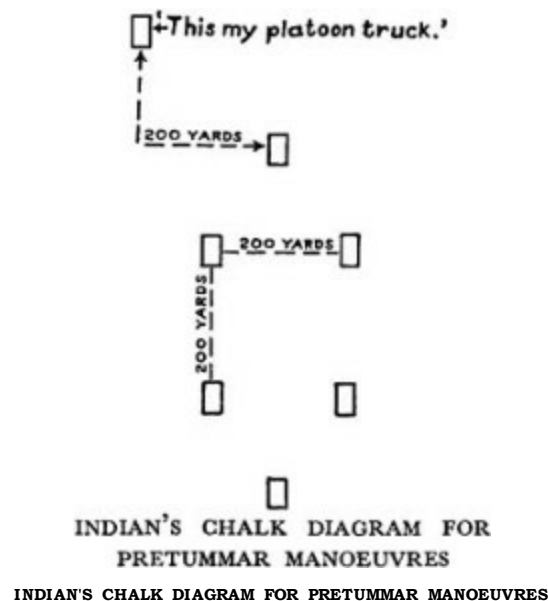 'This my platoon truck.'
200 YARDS
200 YARDS
200 YARDS
INDIAN'S CHALK DIAGRAM FOR
PRETUMMAR MANOEUVRES
INDIAN'S CHALK DIAGRAM FOR PRETUMMAR MANOEUVRES